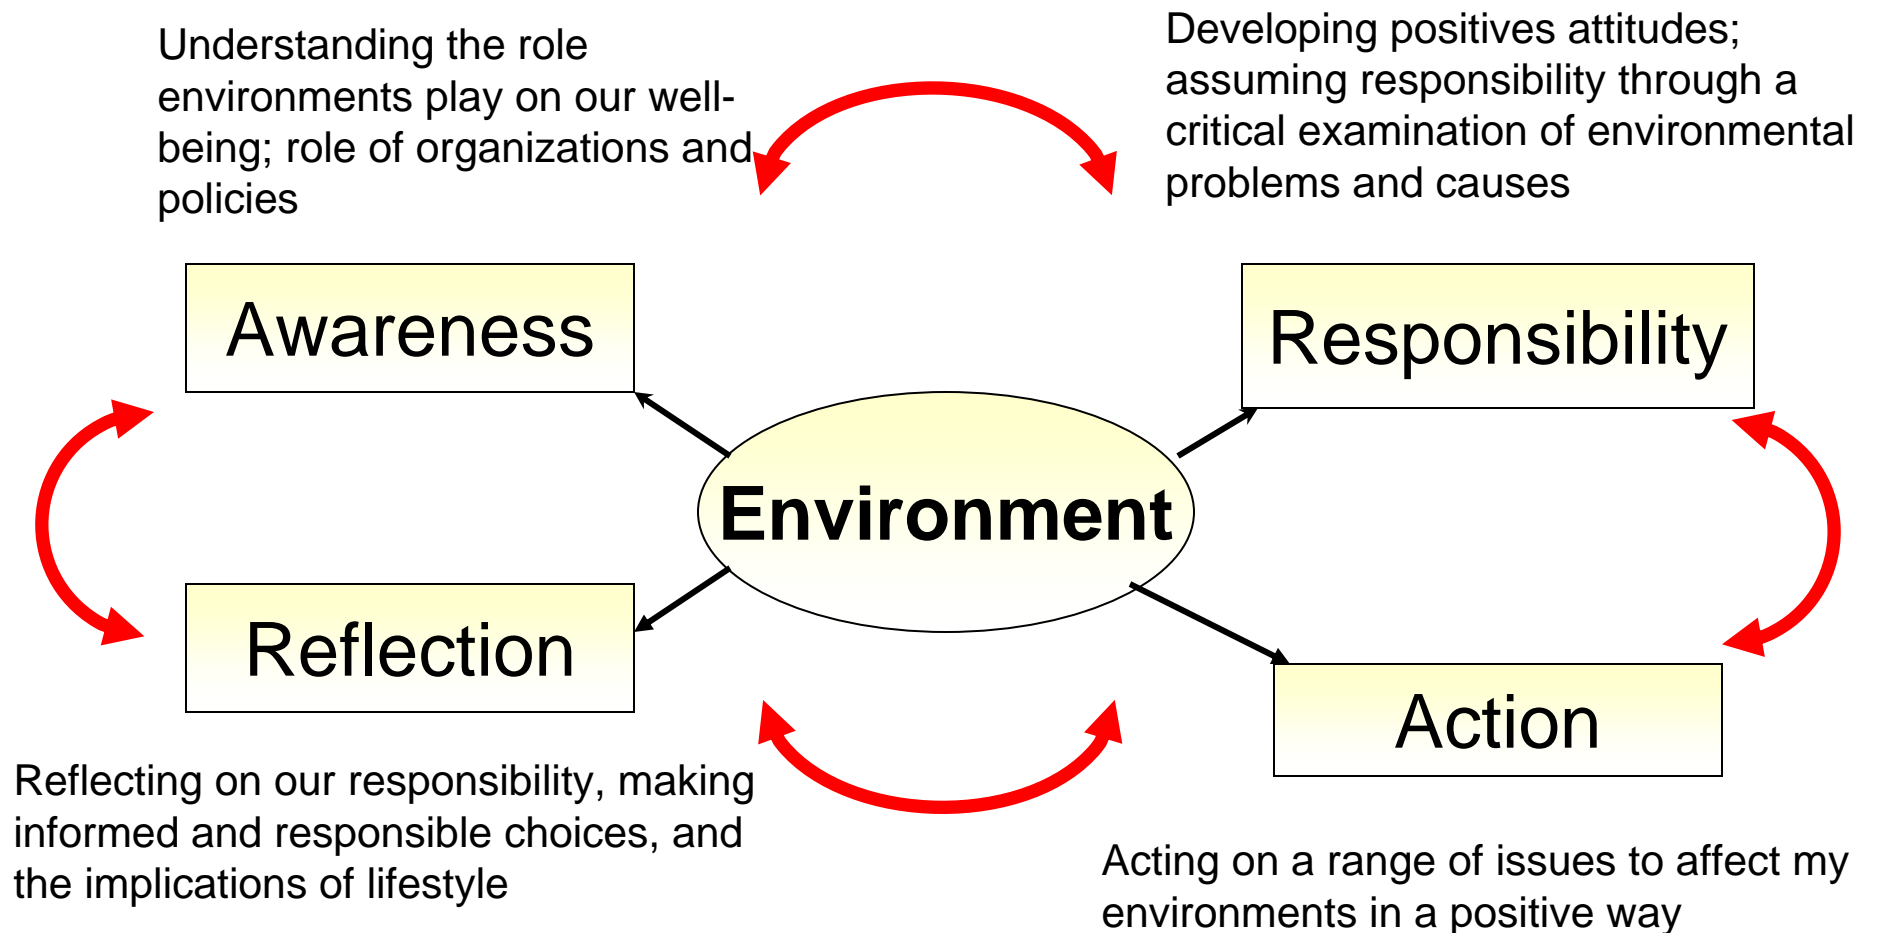 Understanding the role
environments play on our well-
being; role of organizations and
policies
Developing positives attitudes;
assuming responsibility through a
critical examination of environmental
problems and causes
Awareness
Responsibility
Environment
Reflection
Action
Reflecting on our responsibility, making
informed and responsible choices, and
the implications of lifestyle
Acting on a range of issues to affect my
environments in a positive way